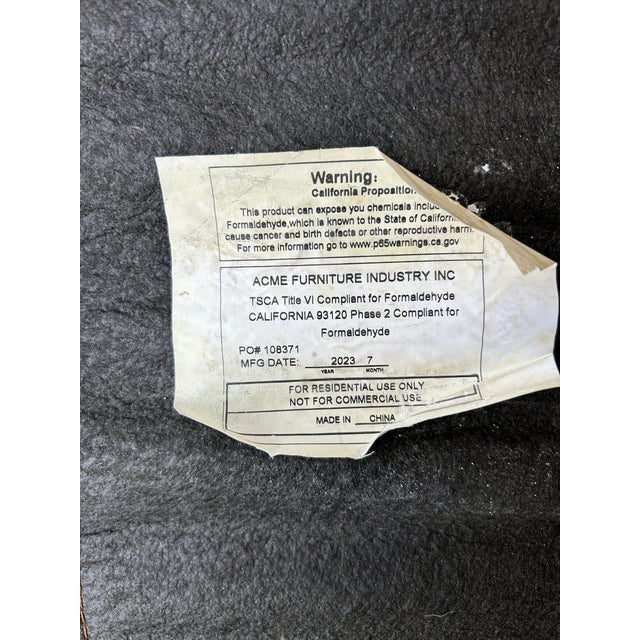 Warning:
California Proposition
This product can expose you chemicals
Formaldehyde,which is known to the State of
cause cancer and birth defects or other reproductive harm
For more information go to www.p65warnings.ca.gov
ACME FURNITURE INDUSTRY INC
TSCA Title VI Compliant for Formaldehyde
CALIFORNIA 93120 Phase 2 Compliant for
Formaldehyde
PO# 108371
MFG DATE: 2023 7
YEAR MONTH
FOR RESIDENTIAL USE ONLY
NOT FOR COMMERCIAL USE
MADE IN CHINA